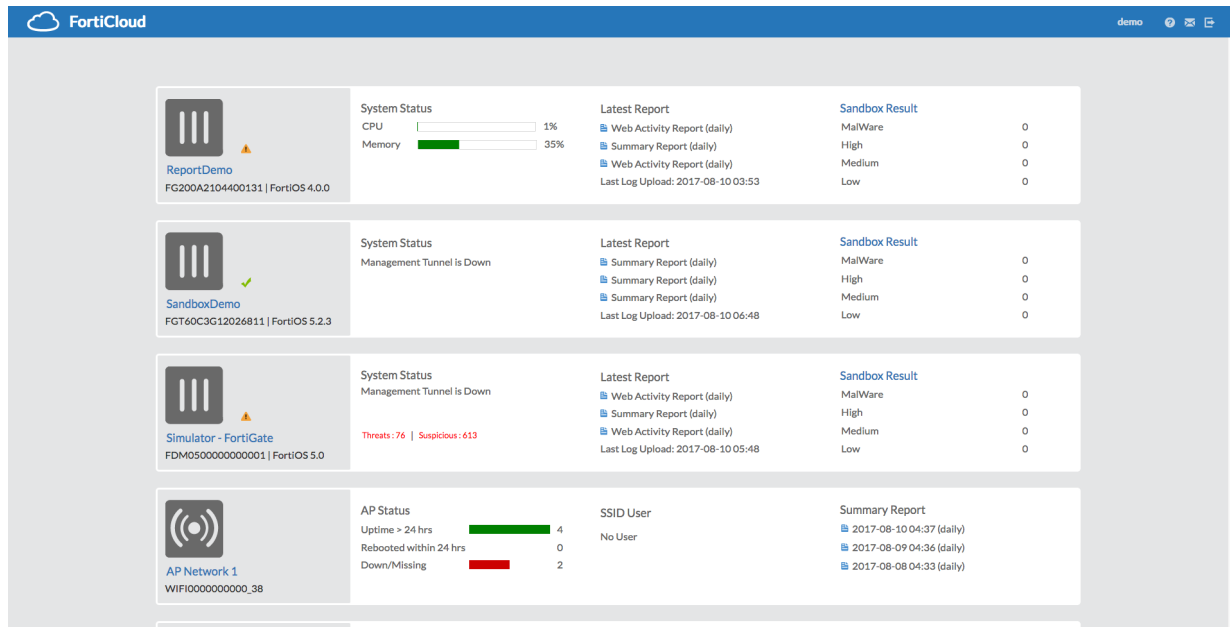 FortiCloud
demo
System Status
CPU 1%
Memory 35%
Latest Report
Web Activity Report (daily)
Summary Report (daily)
Web Activity Report (daily)
Last Log Upload: 2017-08-10 03:53
Sandbox Result
MalWare 0
High 0
Medium 0
Low 0
ReportDemo
FG200A2104400131 | FortiOS 4.0.0
System Status
Management Tunnel is Down
Latest Report
Summary Report (daily)
Summary Report (daily)
Summary Report (daily)
Last Log Upload: 2017-08-10 06:48
Sandbox Result
MalWare 0
High 0
Medium 0
Low 0
SandboxDemo
FGT60C3G12026811 | FortiOS 5.2.3
System Status
Management Tunnel is Down
Threats : 76 | Suspicious : 613
Latest Report
Web Activity Report (daily)
Summary Report (daily)
Web Activity Report (daily)
Last Log Upload: 2017-08-10 05:48
Sandbox Result
MalWare 0
High 0
Medium 0
Low 0
Simulator - FortiGate
FDM0500000000001 | FortiOS 5.0
AP Status
Uptime > 24 hrs 4
Rebooted within 24 hrs 0
Down/Missing 2
SSID User
No User
Summary Report
2017-08-10 04:37 (daily)
2017-08-09 04:36 (daily)
2017-08-08 04:33 (daily)
AP Network 1
WIFI0000000000_38